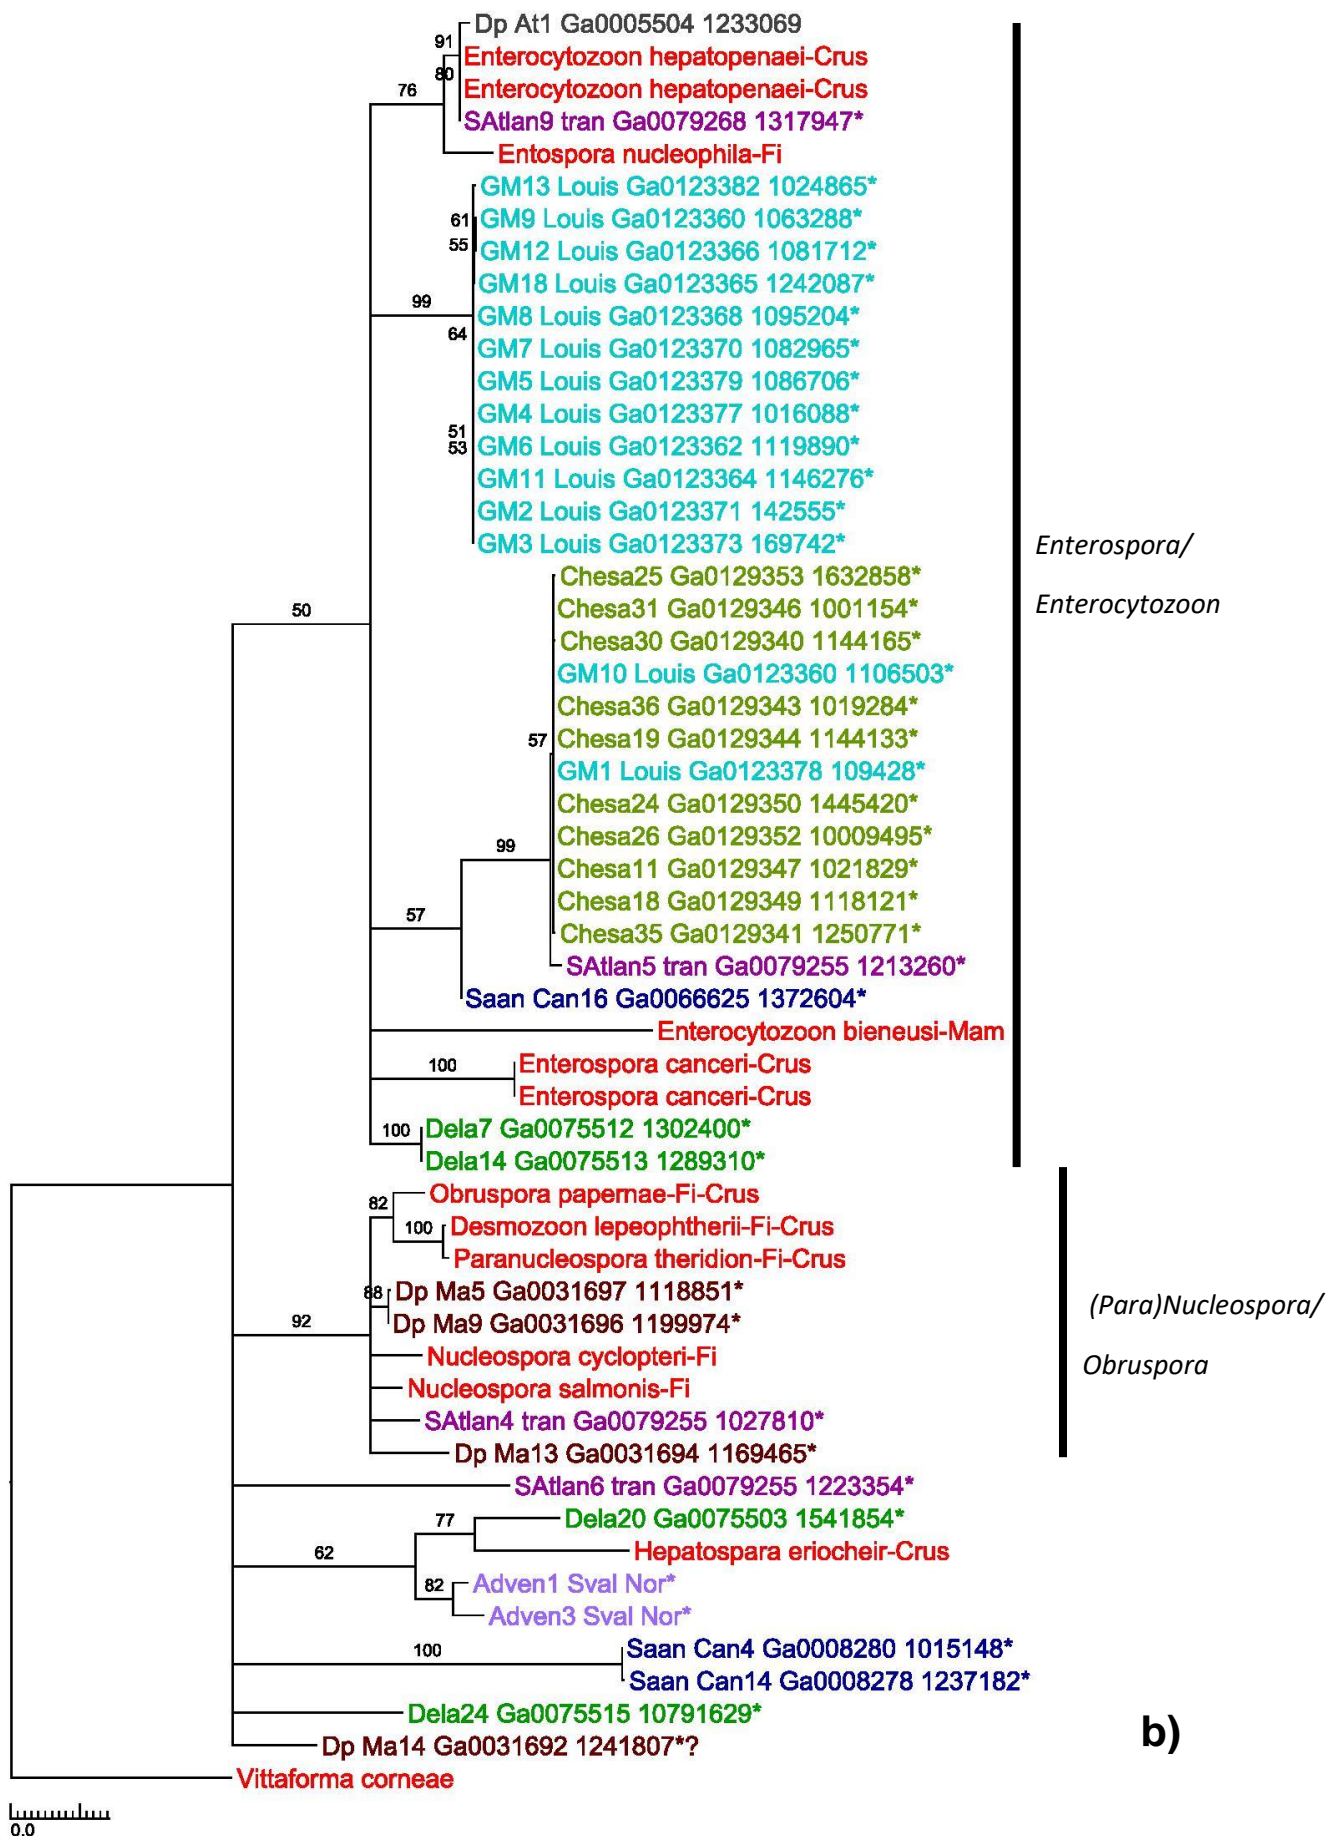 Dp At1 Ga0005504 1233069
91
Enterocytozoon hepatopenaei-Crus
80
Enterocytozoon hepatopenaei-Crus
76
SAtlan9 tran Ga0079268 1317947*
Entospora nucleophila-Fi
GM13 Louis Ga0123382 1024865*
61
GM9 Louis Ga0123360 1063288*
55
GM12 Louis Ga0123366 1081712*
GM18 Louis Ga0123365 1242087*
99
GM8 Louis Ga0123368 1095204*
64
GM7 Louis Ga0123370 1082965*
GM5 Louis Ga0123379 1086706*
GM4 Louis Ga0123377 1016088*
51
53
GM6 Louis Ga0123362 1119890*
GM11 Louis Ga0123364 1146276*
GM2 Louis Ga0123371 142555*
GM3 Louis Ga0123373 169742*
Enterospora/
Enterocytozoon
Chesa25 Ga0129353 1632858*
Chesa31 Ga0129346 1001154*
50
Chesa30 Ga0129340 1144165*
GM10 Louis Ga0123360 1106503*
Chesa36 Ga0129343 1019284*
57
Chesa19 Ga0129344 1144133*
GM1 Louis Ga0123378 109428*
Chesa24 Ga0129350 1445420*
Chesa26 Ga0129352 10009495*
99
Chesa11 Ga0129347 1021829*
Chesa18 Ga0129349 1118121*
57
Chesa35 Ga0129341 1250771*
SAtlan5 tran Ga0079255 1213260*
Saan Can16 Ga0066625 1372604*
Enterocytozoon bieneusi-Mam
100
Enterospora canceri-Crus
Enterospora canceri-Crus
100
Dela7 Ga0075512 1302400*
Dela14 Ga0075513 1289310*
82
Obruspora papernae-Fi-Crus
100
Desmozoon lepeophtherii-Fi-Crus
Paranucleospora theridion-Fi-Crus
88
Dp Ma5 Ga0031697 1118851*
92
Dp Ma9 Ga0031696 1199974*
(Para)Nucleospora/
Obruspora
Nucleospora cyclopteri-Fi
Nucleospora salmonis-Fi
SAtlan4 tran Ga0079255 1027810*
Dp Ma13 Ga0031694 1169465*
SAtlan6 tran Ga0079255 1223354*
77
Dela20 Ga0075503 1541854*
62
Hepatospara eriocheir-Crus
82
Adven1 Sval Nor*
Adven3 Sval Nor*
100
Saan Can4 Ga0008280 1015148*
Saan Can14 Ga0008278 1237182*
Dela24 Ga0075515 10791629*
b)
Dp Ma14 Ga0031692 1241807*?
Vittaforma corneae
0.0